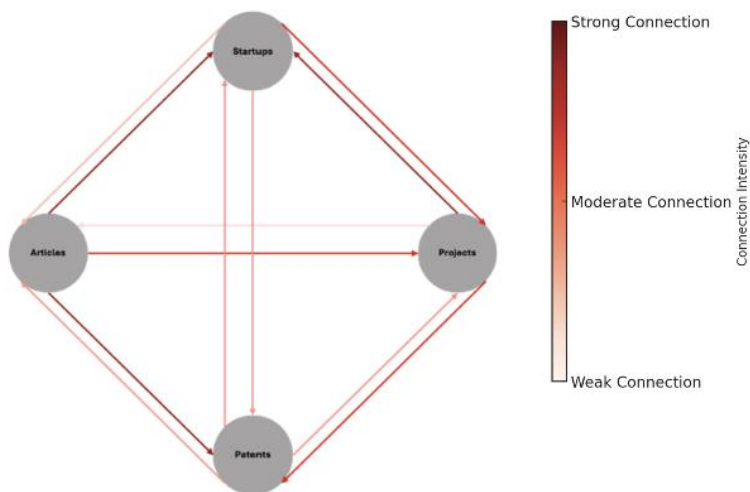 Startups
Strong Connection
Moderate Connection
Connection Intensity
Articles
Projects
Weak Connection
Patents